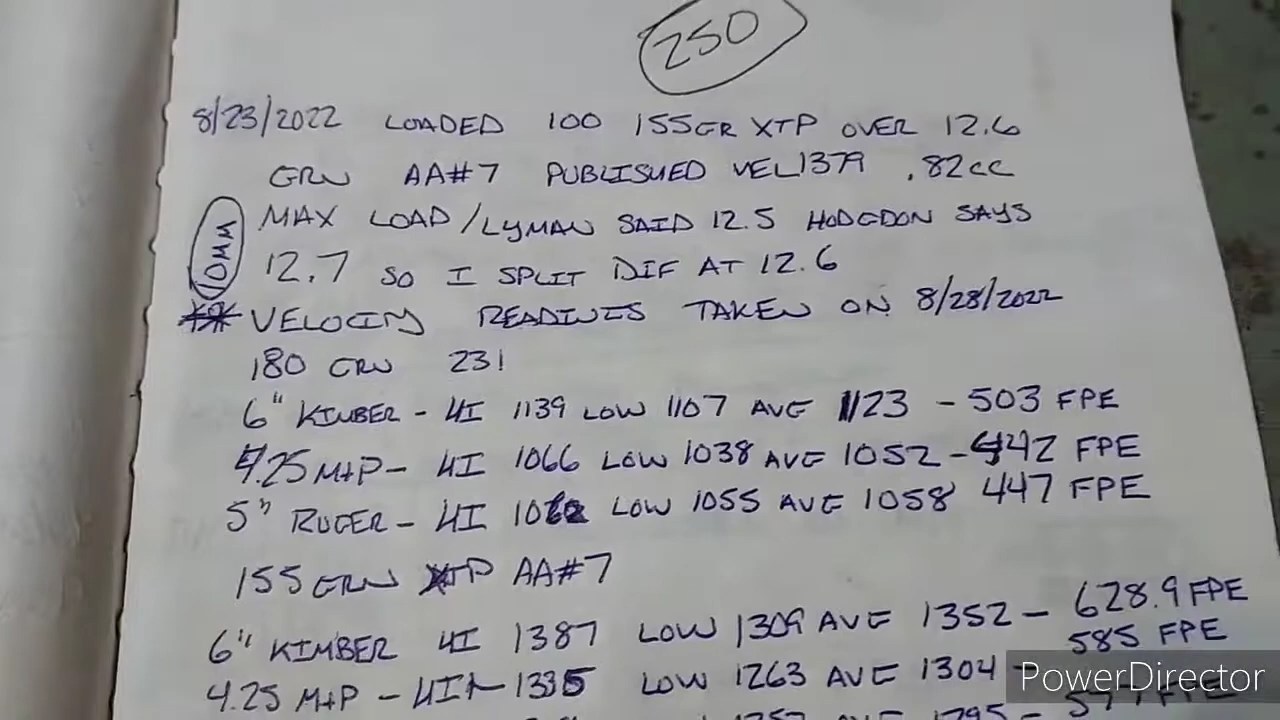 250
8/23/2022 LOADED 100 155GR XTP OVER 12.6
GRN AA#7 PUBLISHED VEL 1379 .82CC
10MM
MAX LOAD/LYMAN SAID 12.5 HODGDON SAYS
12.7 SO I SPLIT DIF AT 12.6
** VELOCITY READINGS TAKEN ON 8/28/2022
180 GRN 231
6" KIMBER - HI 1139 LOW 1107 AVG 1123 - 503 FPE
4.25 M+P - HI 1066 LOW 1038 AVG 1052 - 442 FPE
5" RUGER - HI LOW 1055 AVG 1058 447 FPE
155 GRN XTP AA#7
6" KIMBER HI 1387 LOW 1309 AVG 1352 - 628.9 FPE
4.25 M+P - HI - 1335 LOW 1263 AVG 1304 - 585 FPE
PowerDirector